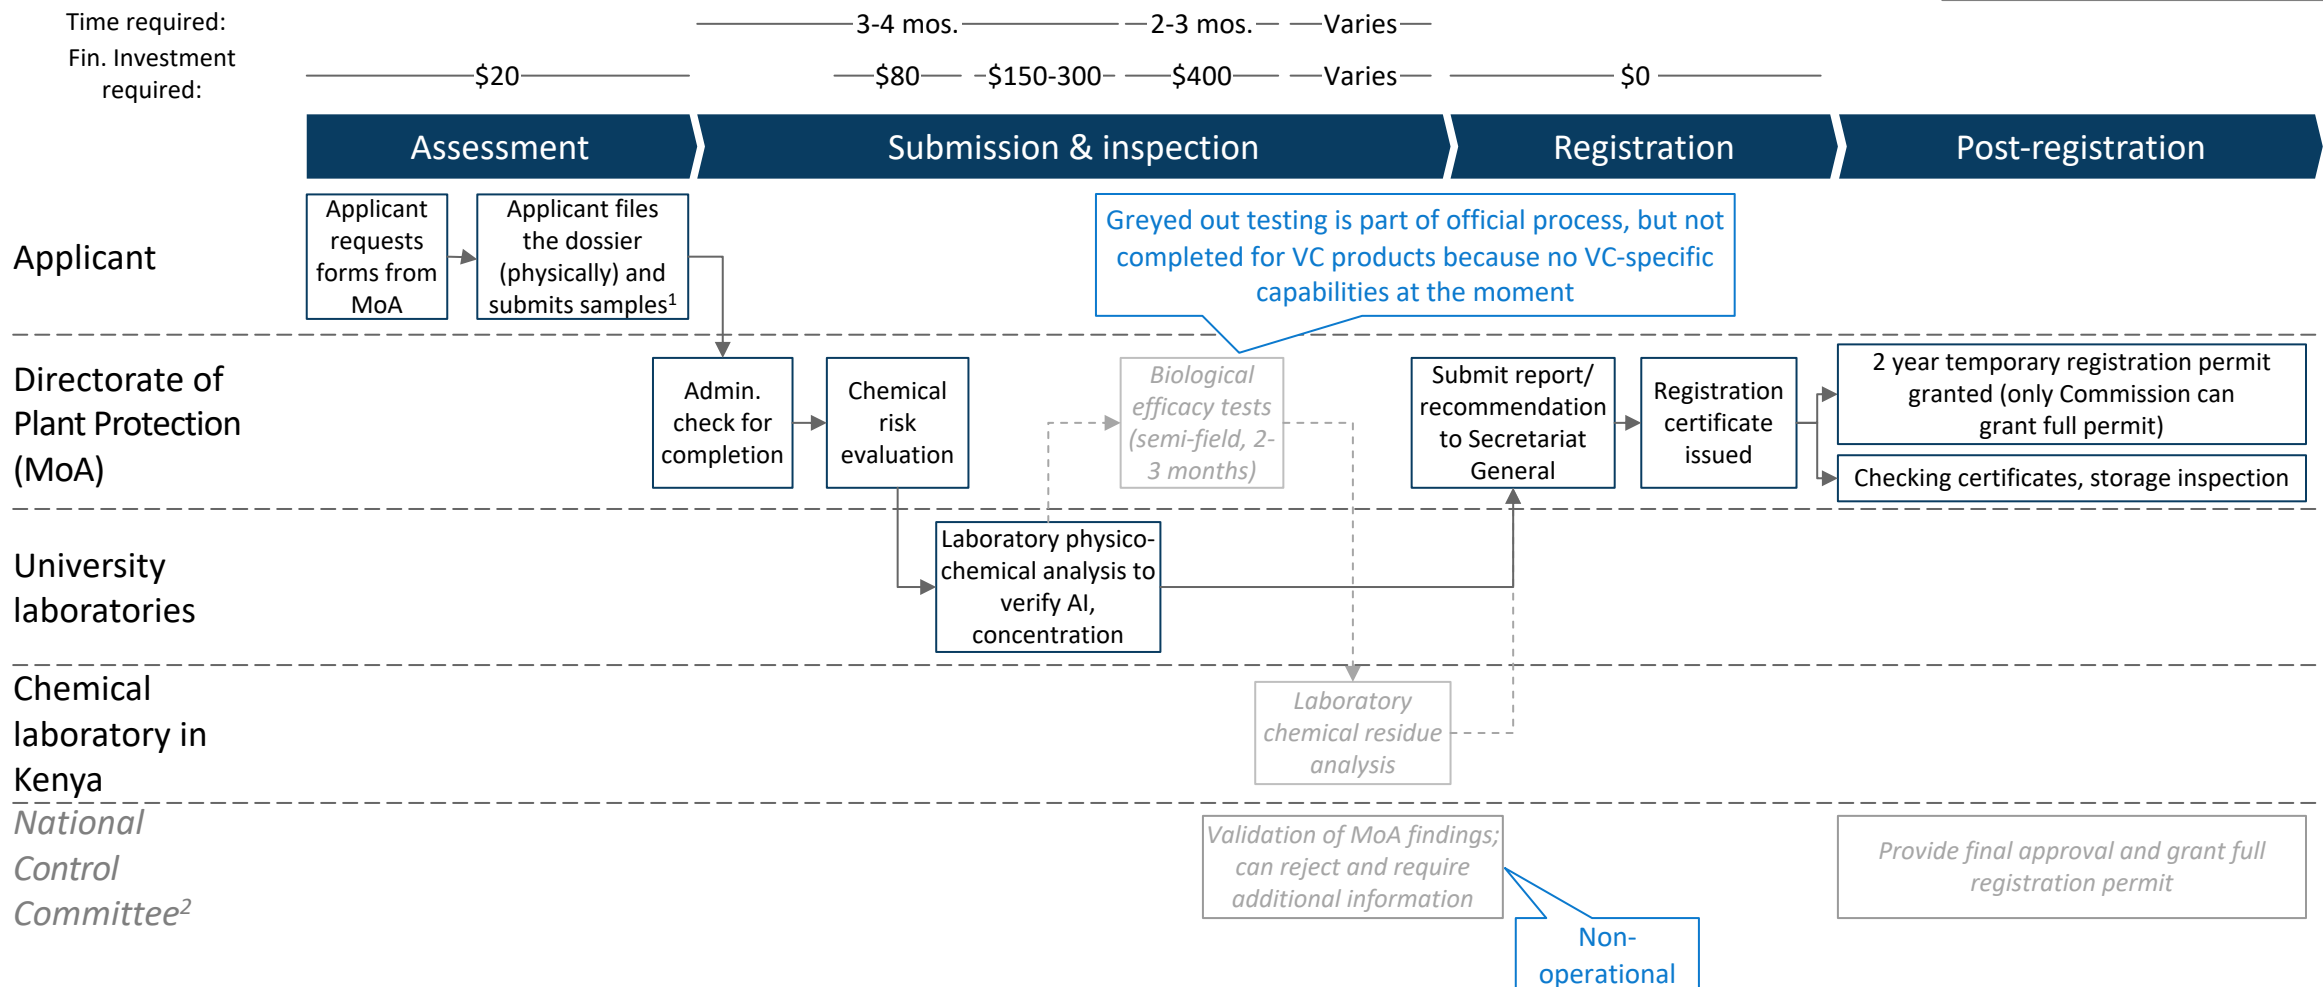 Time required:
3-4 mos.
2-3 mos.
Varies
Fin. Investment
required:
$20
$80
$150-300
$400
Varies
$0
Assessment
Submission & inspection
Registration
Post-registration
Applicant
Applicant
requests
forms from
MoA
Applicant files
the dossier
(physically) and
submits samples1
Greyed out testing is part of official process, but not
completed for VC products because no VC-specific
capabilities at the moment
Directorate of
Plant Protection
(MoA)
Admin.
check for
completion
Chemical
risk
evaluation
Biological
efficacy tests
(semi-field, 2-
3 months)
Submit report/
recommendation
to Secretariat
General
Registration
certificate
issued
2 year temporary registration permit
granted (only Commission can
grant full permit)
Checking certificates, storage inspection
University
laboratories
Laboratory physico-
chemical analysis to
verify AI,
concentration
Chemical
laboratory in
Kenya
Laboratory
chemical residue
analysis
National
Control
Committee2
Validation of MoA findings;
can reject and require
additional information
Provide final approval and grant full
registration permit
Non-
operational